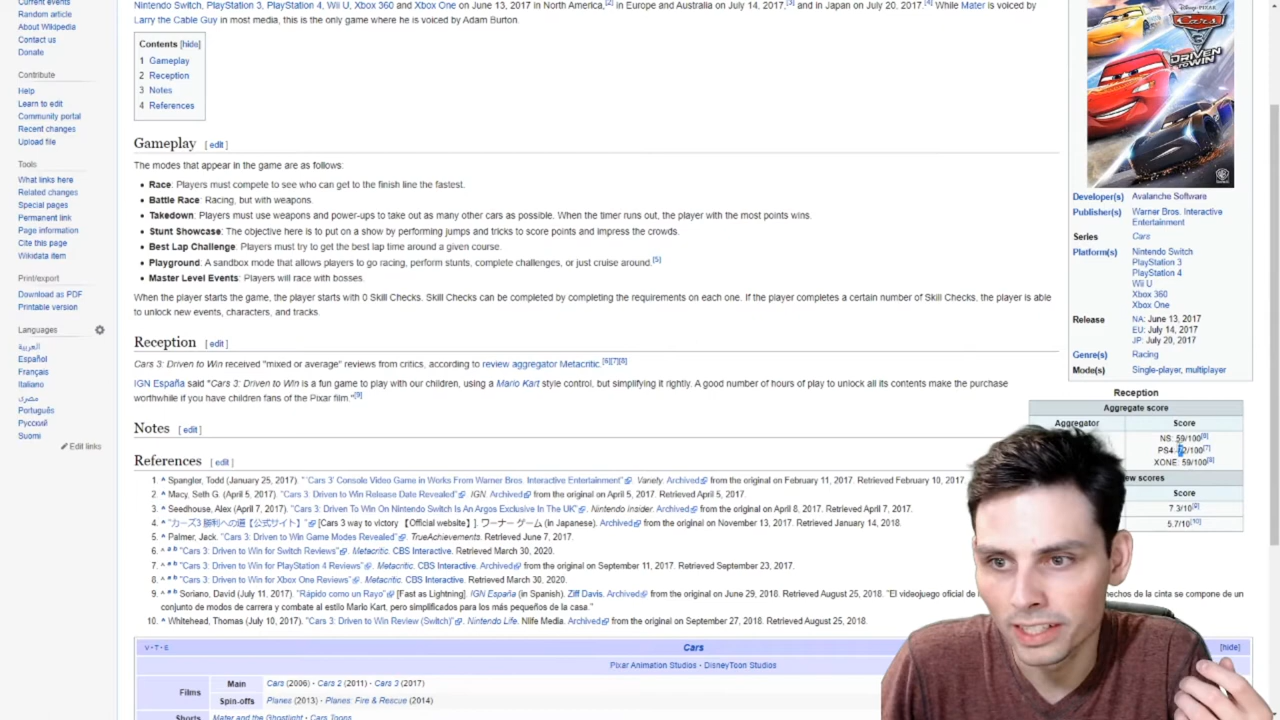 Current events
Random article
About Wikipedia
Contact us
Donate
Contribute
Help
Learn to edit
Community portal
Recent changes
Upload file
Tools
What links here
Related changes
Special pages
Permanent link
Page information
Cite this page
Wikidata item
Print/export
Download as PDF
Printable version
Languages
العربية
Español
Français
Italiano
مصرى
Português
Русский
Suomi
Edit links
Nintendo Switch, PlayStation 3, PlayStation 4, Wii U, Xbox 360 and Xbox One on June 13, 2017 in North America,[2] in Europe and Australia on July 14, 2017,[3] and in Japan on July 20, 2017.[4] While Mater is voiced by
Larry the Cable Guy in most media, this is the only game where he is voiced by Adam Burton.
Contents [hide]
1 Gameplay
2 Reception
3 Notes
4 References
Gameplay [ edit ]
The modes that appear in the game are as follows:
• Race: Players must compete to see who can get to the finish line the fastest.
• Battle Race: Racing, but with weapons.
• Takedown: Players must use weapons and power-ups to take out as many other cars as possible. When the timer runs out, the player with the most points wins.
• Stunt Showcase: The objective here is to put on a show by performing jumps and tricks to score points and impress the crowds.
• Best Lap Challenge: Players must try to get the best lap time around a given course.
• Playground: A sandbox mode that allows players to go racing, perform stunts, complete challenges, or just cruise around.[5]
• Master Level Events: Players will race with bosses.
When the player starts the game, the player starts with 0 Skill Checks. Skill Checks can be completed by completing the requirements on each one. If the player completes a certain number of Skill Checks, the player is able
to unlock new events, characters, and tracks.
Reception [ edit ]
Cars 3: Driven to Win received "mixed or average" reviews from critics, according to review aggregator Metacritic.[6][7][8]
IGN España said "Cars 3: Driven to Win is a fun game to play with our children, using a Mario Kart style control, but simplifying it rightly. A good number of hours of play to unlock all its contents make the purchase
worthwhile if you have children fans of the Pixar film."[9]
Notes [ edit ]
References [ edit ]
1. ^ Spangler, Todd (January 25, 2017). "'Cars 3' Console Video Game in Works From Warner Bros. Interactive Entertainment". Variety. Archived from the original on February 11, 2017. Retrieved February 10, 2017.
2. ^ Macy, Seth G. (April 5, 2017). "Cars 3: Driven to Win Release Date Revealed". IGN. Archived from the original on April 5, 2017. Retrieved April 5, 2017.
3. ^ Seedhouse, Alex (April 7, 2017). "Cars 3: Driven To Win On Nintendo Switch Is An Argos Exclusive In The UK". Nintendo Insider. Archived from the original on April 8, 2017. Retrieved April 7, 2017.
4. ^ "カーズ3 勝利への道【公式サイト】" [Cars 3 way to victory 【Official website】]. ワーナー ゲーム (in Japanese). Archived from the original on November 13, 2017. Retrieved January 14, 2018.
5. ^ Palmer, Jack. "Cars 3: Driven to Win Game Modes Revealed". TrueAchievements. Retrieved June 7, 2017.
6. ^ a b "Cars 3: Driven to Win for Switch Reviews". Metacritic. CBS Interactive. Retrieved March 30, 2020.
7. ^ a b "Cars 3: Driven to Win for PlayStation 4 Reviews". Metacritic. CBS Interactive. Archived from the original on September 11, 2017. Retrieved September 23, 2017.
8. ^ a b "Cars 3: Driven to Win for Xbox One Reviews". Metacritic. CBS Interactive. Retrieved March 30, 2020.
9. ^ a b Soriano, David (July 11, 2017). "Rápido como un Rayo" [Fast as Lightning]. IGN España (in Spanish). Ziff Davis. Archived from the original on June 29, 2018. Retrieved August 25, 2018. "El videojuego oficial de hechos de la cinta se compone de un
conjunto de modos de carrera y combate al estilo Mario Kart, pero simplificados para los más pequeños de la casa."
10. ^ Whitehead, Thomas (July 10, 2017). "Cars 3: Driven to Win Review (Switch)". Nintendo Life. Nlife Media. Archived from the original on September 27, 2018. Retrieved August 25, 2018.
V · T · E Cars [hide]
Pixar Animation Studios · DisneyToon Studios
Films
Main Cars (2006) · Cars 2 (2011) · Cars 3 (2017)
Spin-offs Planes (2013) · Planes: Fire & Rescue (2014)
Shorts Mater and the Ghostlight · Cars Toons
Disney PIXAR
Cars 3
DRIVEN TO WIN
Developer(s) Avalanche Software
Publisher(s) Warner Bros. Interactive
Entertainment
Series Cars
Platform(s) Nintendo Switch
PlayStation 3
PlayStation 4
Wii U
Xbox 360
Xbox One
Release NA: June 13, 2017
EU: July 14, 2017
JP: July 20, 2017
Genre(s) Racing
Mode(s) Single-player, multiplayer
Reception
Aggregate score
Aggregator Score
NS: 59/100[6]
PS4: 2/100[7]
XONE: 59/100[8]
scores
Score
7.3/10[9]
5.7/10[10]